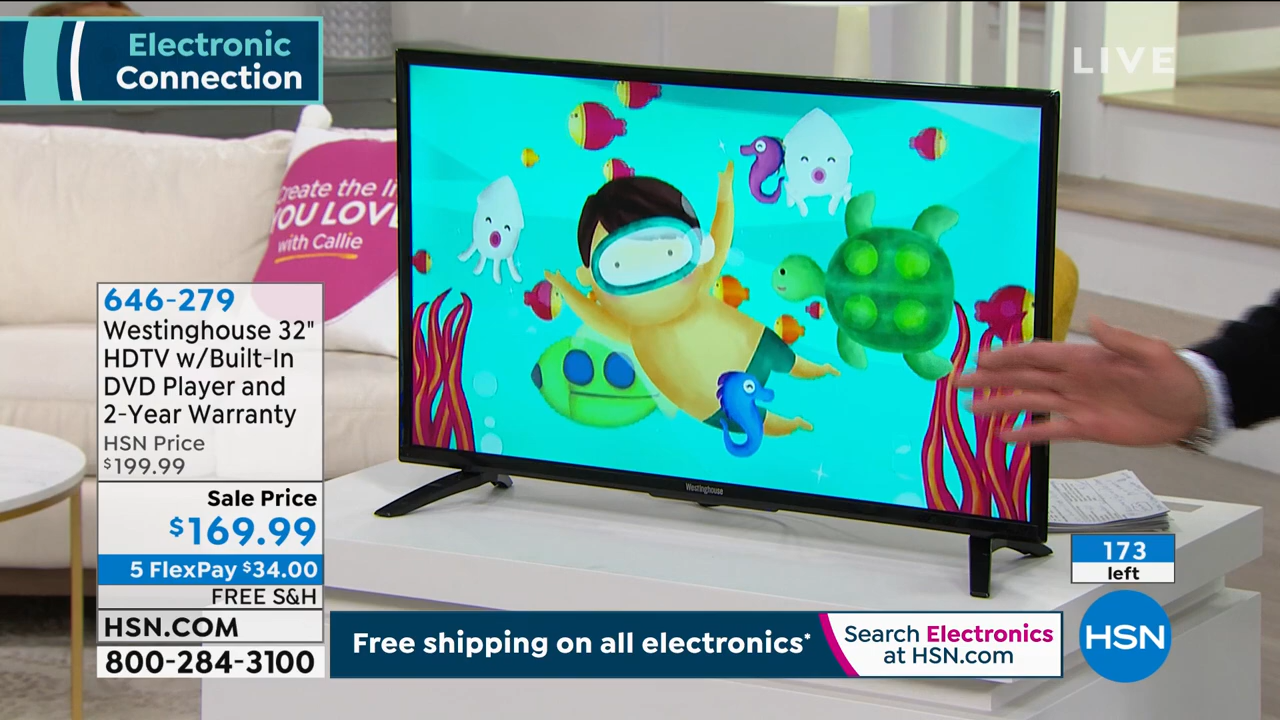 Electronic
Connection
LIVE
Create the li
YOU LOVE
with Callie
646-279
Westinghouse 32"
HDTV w/Built-In
DVD Player and
2-Year Warranty
HSN Price
$199.99
Sale Price
$169.99
5 FlexPay $34.00
FREE S&H
HSN.COM
800-284-3100
Westinghouse
173
left
Free shipping on all electronics*
Search Electronics
at HSN.com
HSN